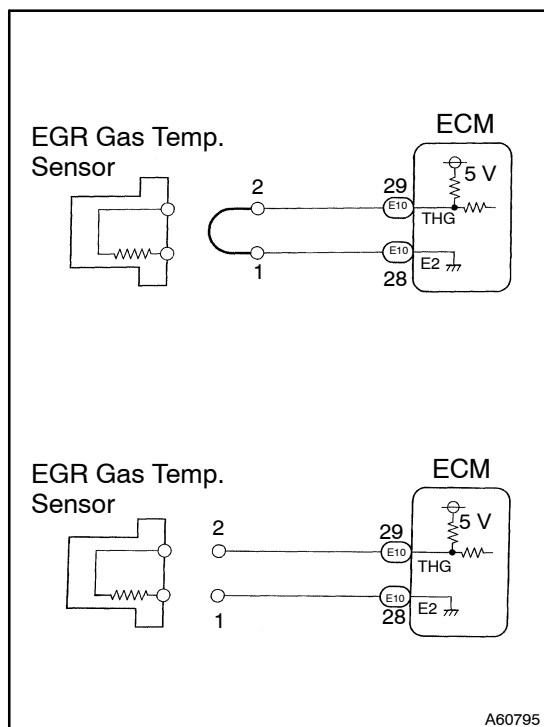 EGR Gas Temp.
Sensor
ECM
5 V
2
29
E10
THG
1
E10
E2
28
EGR Gas Temp.
Sensor
ECM
5 V
2
29
E10
THG
1
E10
E2
28
A60795